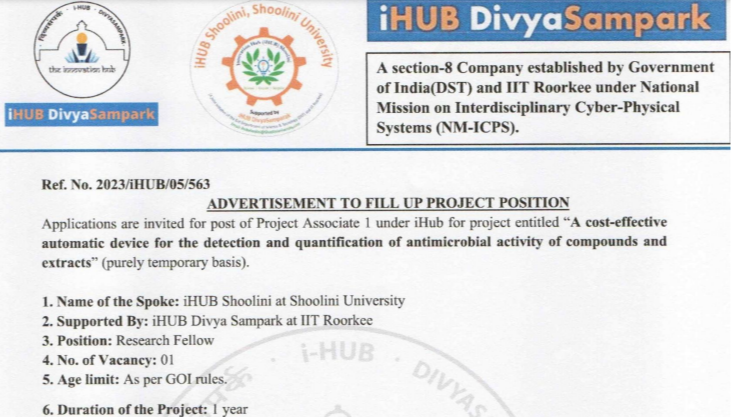 i-HUB DIVYASAMPARK
the innovation hub
iHUB DivyaSampark
iHUB Shoolini, Shoolini University
Supported by
iHUB DivyaSampark
iHUB DivyaSampark
A section-8 Company established by Government
of India(DST) and IIT Roorkee under National
Mission on Interdisciplinary Cyber-Physical
Systems (NM-ICPS).
Ref. No. 2023/iHUB/05/563
ADVERTISEMENT TO FILL UP PROJECT POSITION
Applications are invited for post of Project Associate 1 under iHub for project entitled “A cost-effective
automatic device for the detection and quantification of antimicrobial activity of compounds and
extracts” (purely temporary basis).
1. Name of the Spoke: iHUB Shoolini at Shoolini University
2. Supported By: iHUB Divya Sampark at IIT Roorkee
3. Position: Research Fellow
4. No. of Vacancy: 01
5. Age limit: As per GOI rules.
6. Duration of the Project: 1 year
i-HUB · DIVYAS